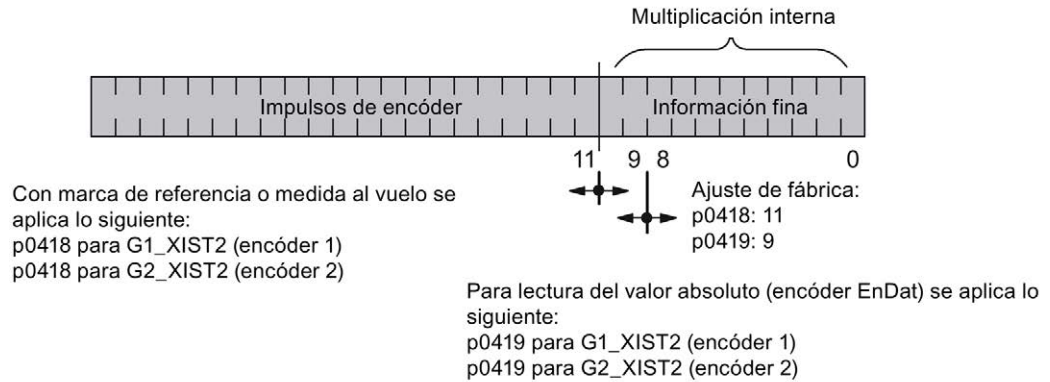 Multiplicación interna
Impulsos de encóder
Información fina
11 9 8 0
Con marca de referencia o medida al vuelo se
aplica lo siguiente:
p0418 para G1_XIST2 (encóder 1)
p0418 para G2_XIST2 (encóder 2)
Ajuste de fábrica:
p0418: 11
p0419: 9
Para lectura del valor absoluto (encóder EnDat) se aplica lo
siguiente:
p0419 para G1_XIST2 (encóder 1)
p0419 para G2_XIST2 (encóder 2)